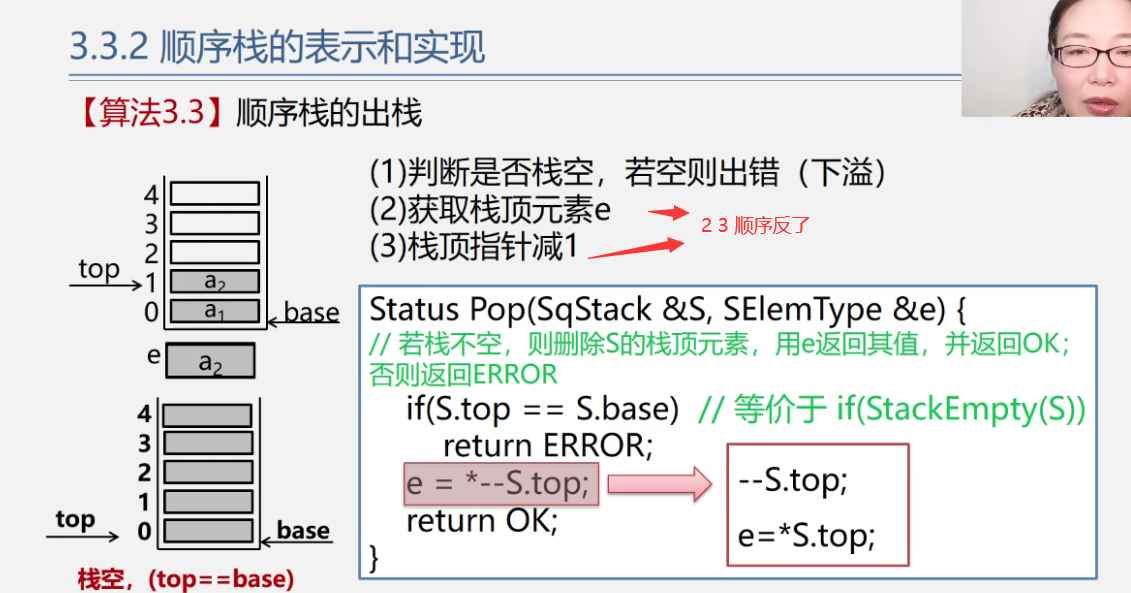 3.3.2 顺序栈的表示和实现
【算法3.3】顺序栈的出栈
(1)判断是否栈空，若空则出错（下溢）
(2)获取栈顶元素e
(3)栈顶指针减1
2 3 顺序反了
4
3
2
top
1 a2
0 a1
base
e a2
4
3
2
1
top
0
base
栈空，(top==base)
Status Pop(SqStack &S, SElemType &e) {
// 若栈不空，则删除S的栈顶元素，用e返回其值，并返回OK；
否则返回ERROR
if(S.top == S.base) // 等价于 if(StackEmpty(S))
return ERROR;
e = *--S.top;
return OK;
}
--S.top;
e=*S.top;